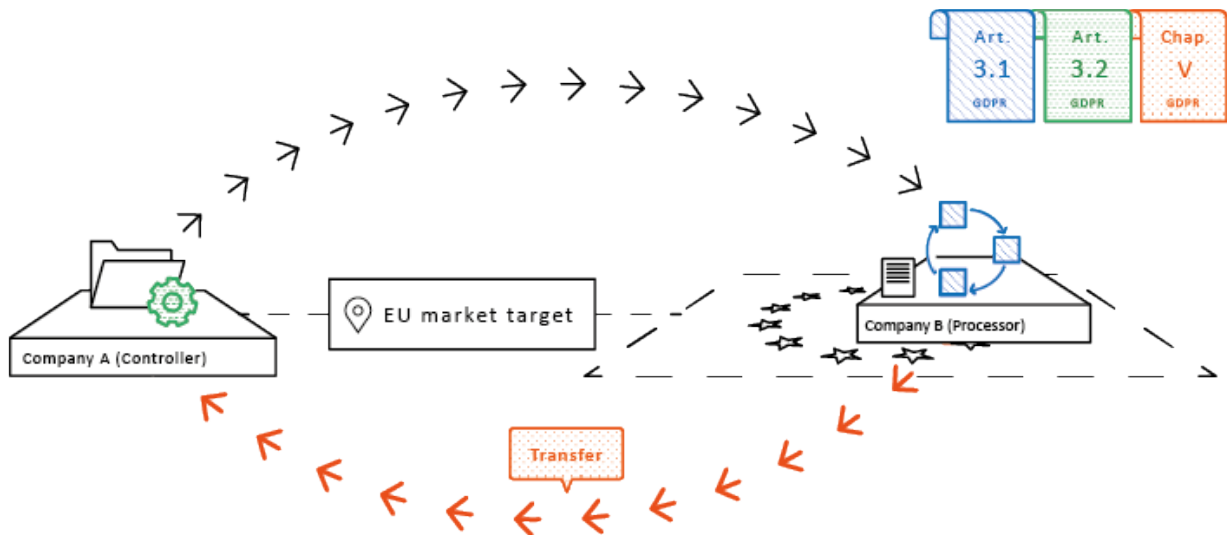 Art.
3.1
GDPR
Art.
3.2
GDPR
Chap.
V
GDPR
EU market target
Company B (Processor)
Company A (Controller)
Transfer